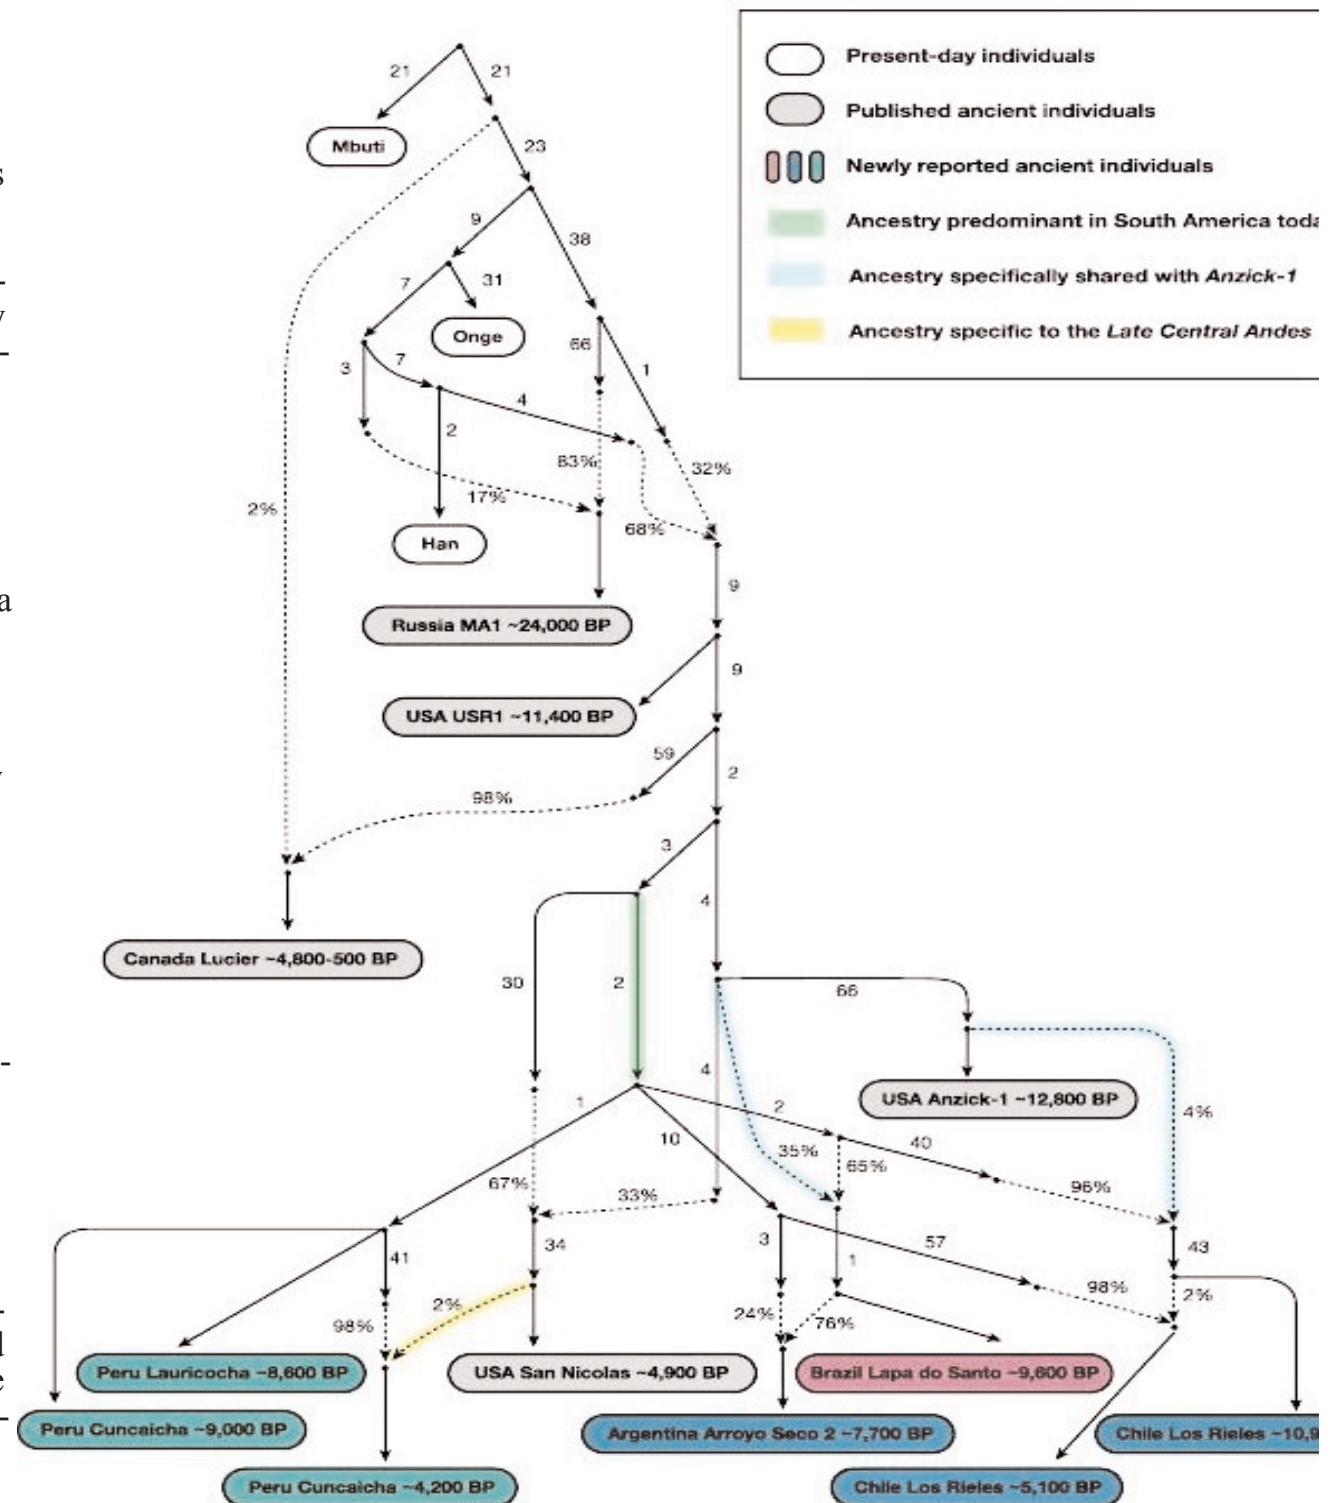 21
21
Mbuti
23
9
38
7
31
Onge
3
7
66
1
4
2
83%
32%
17%
68%
2%
Han
9
Russia MA1 ~24,000 BP
9
USA USR1 ~11,400 BP
59
2
98%
3
4
Canada Lucier ~4,800-500 BP
30
2
66
4
USA Anzick-1 ~12,800 BP
1
2
4%
10
40
35%
65%
67%
33%
96%
41
34
3
57
1
43
2%
98%
24%
76%
98%
2%
Peru Lauricocha ~8,600 BP
USA San Nicolas ~4,900 BP
Brazil Lapa do Santo ~9,600 BP
Peru Cuncaicha ~9,000 BP
Argentina Arroyo Seco 2 ~7,700 BP
Chile Los Rieles ~10,9
Peru Cuncaicha ~4,200 BP
Chile Los Rieles ~5,100 BP
Present-day individuals
Published ancient individuals
Newly reported ancient individuals
Ancestry predominant in South America toda
Ancestry specifically shared with Anzick-1
Ancestry specific to the Late Central Andes